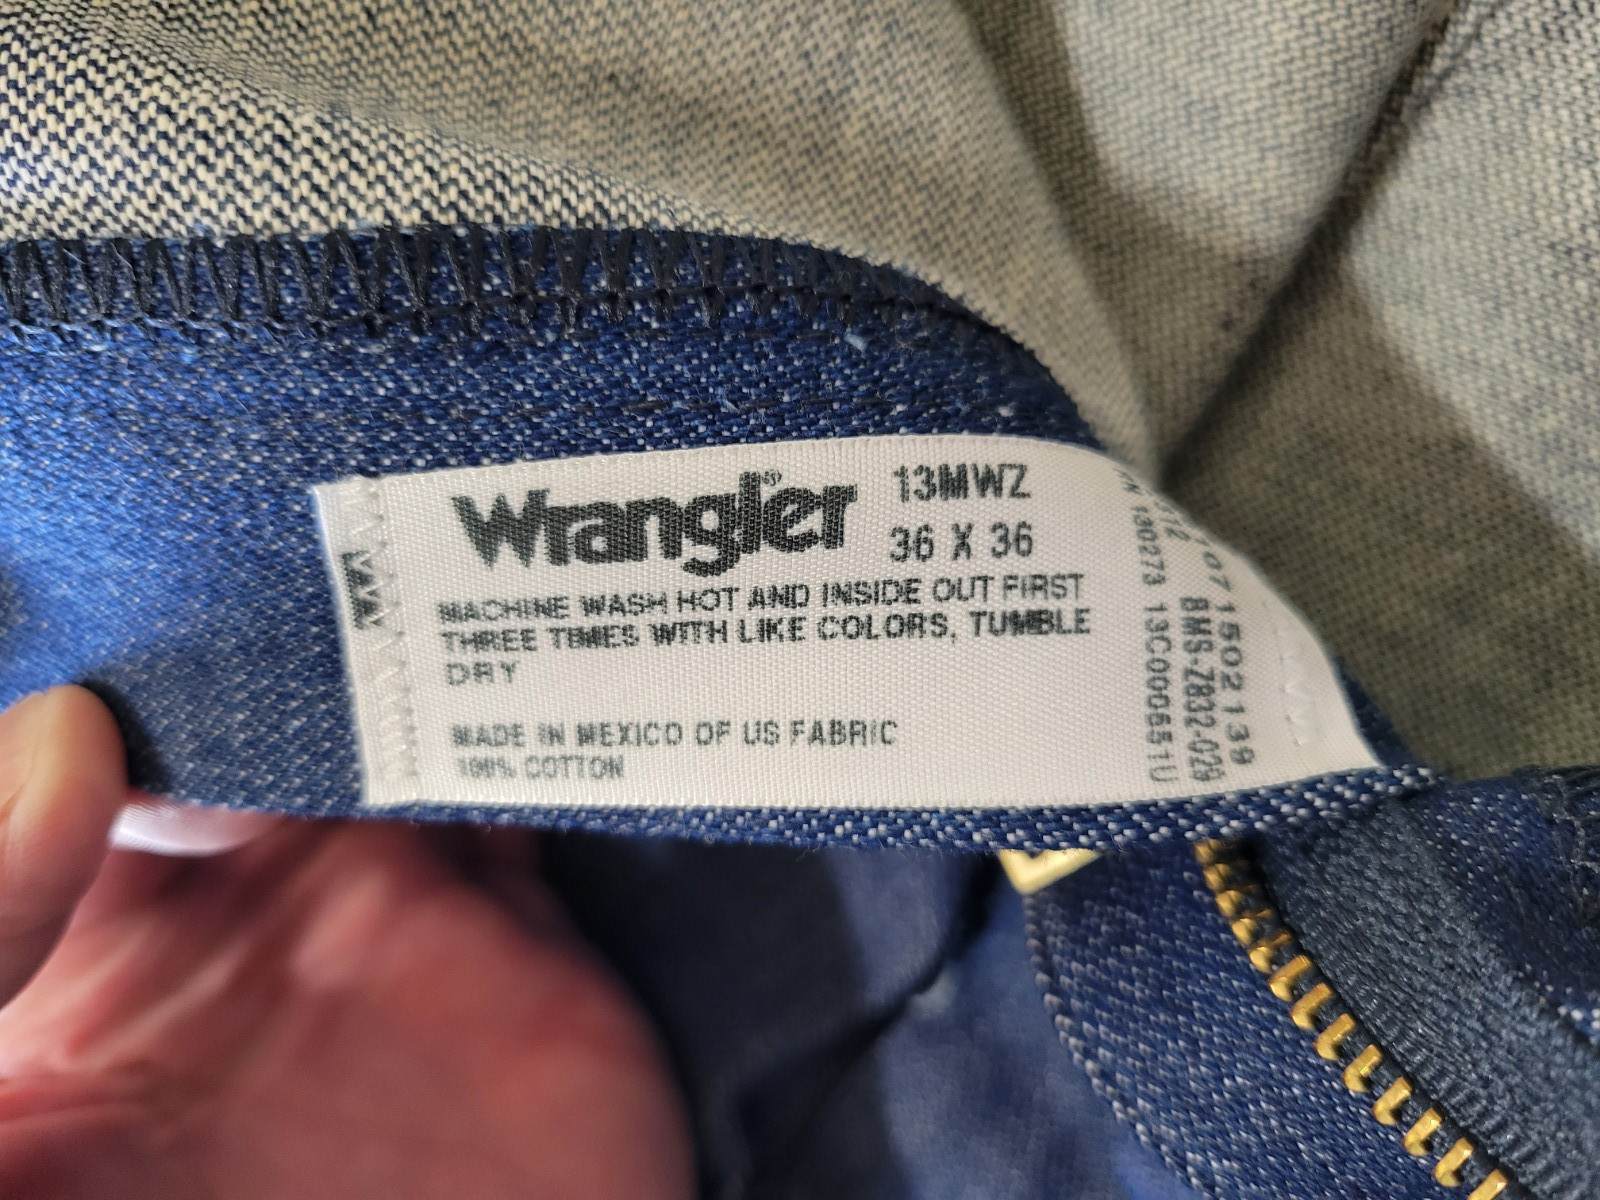 Wrangler®
13MWZ
36 X 36
MACHINE WASH HOT AND INSIDE OUT FIRST
THREE TIMES WITH LIKE COLORS, TUMBLE
DRY
MADE IN MEXICO OF US FABRIC
100% COTTON
130273 13C000551U
8MS-Z832-029
07 1502139